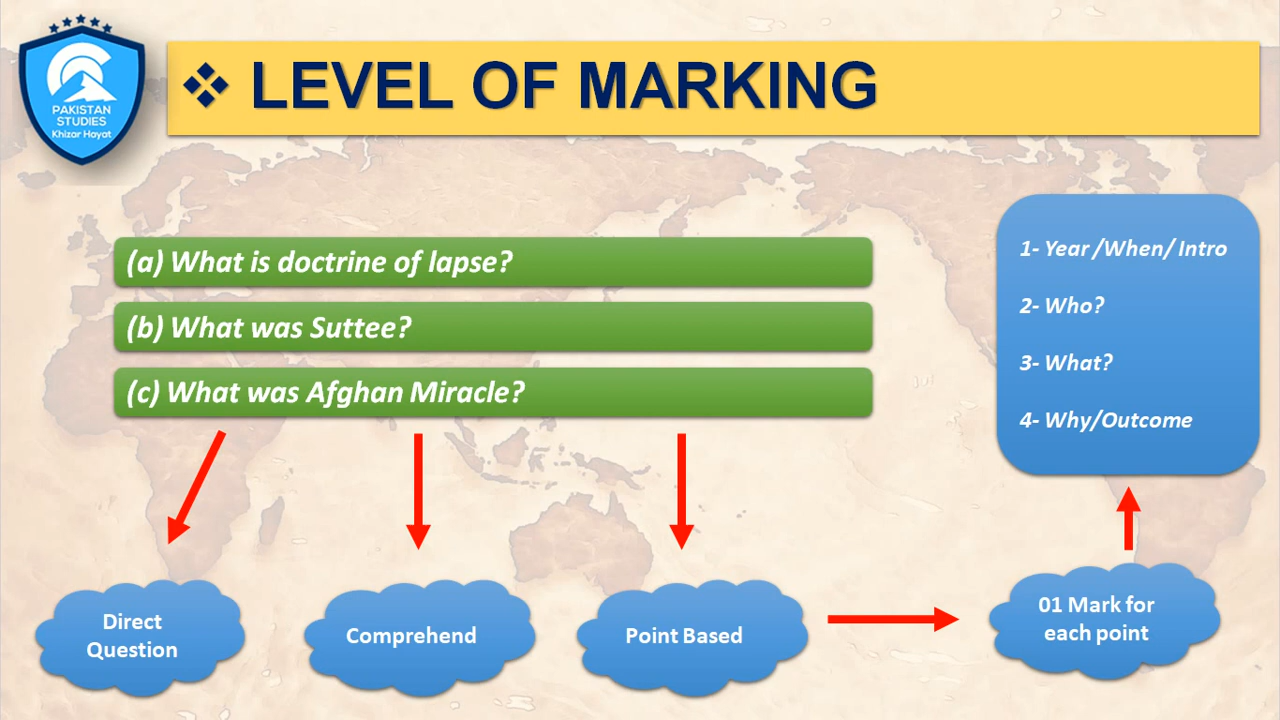 PAKISTAN
STUDIES
Khizar Hayat
❖ LEVEL OF MARKING
(a) What is doctrine of lapse?
(b) What was Suttee?
(c) What was Afghan Miracle?
1- Year /When/ Intro
2- Who?
3- What?
4- Why/Outcome
Direct
Question
Comprehend
Point Based
01 Mark for
each point